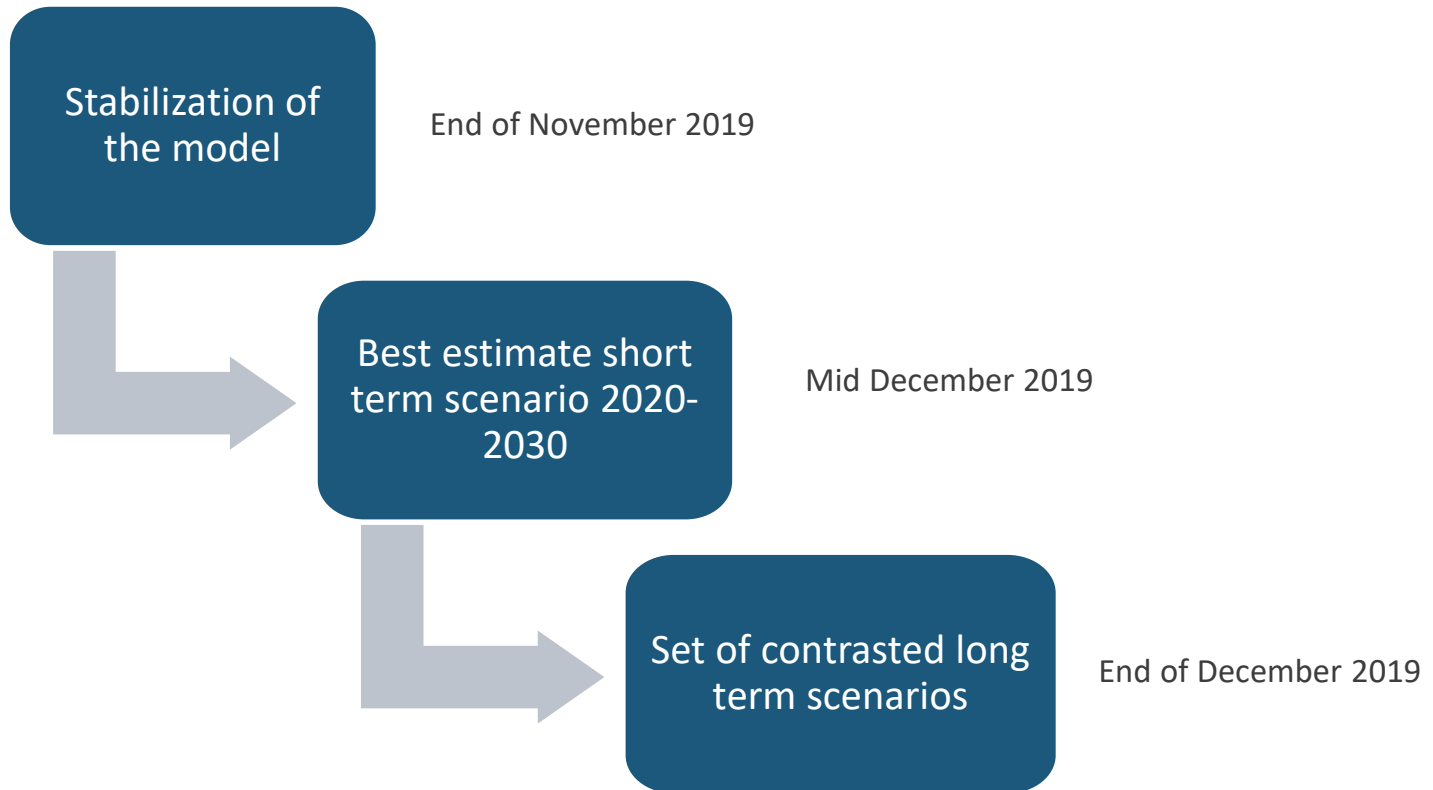 Stabilization of
the model
End of November 2019
Best estimate short
term scenario 2020-
2030
Mid December 2019
Set of contrasted long
term scenarios
End of December 2019